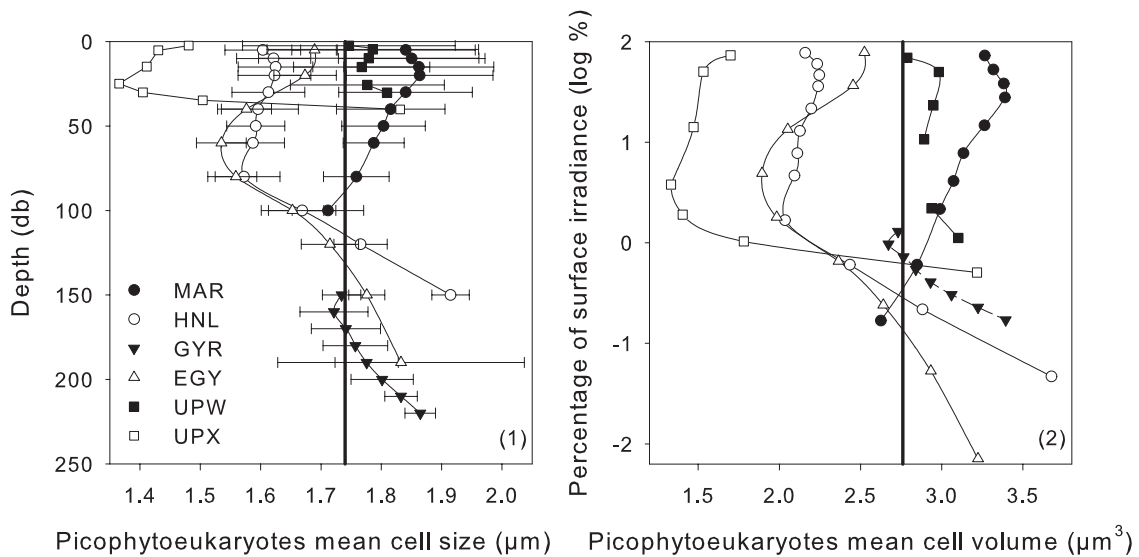 0
50
100
150
200
250
Depth (db)
MAR
HNL
GYR
EGY
UPW
UPX
(1)
1.4 1.5 1.6 1.7 1.8 1.9 2.0
Picophytoeukaryotes mean cell size (µm)
2
1
0
-1
-2
Percentage of surface irradiance (log %)
(2)
1.5 2.0 2.5 3.0 3.5
Picophytoeukaryotes mean cell volume (µm³)